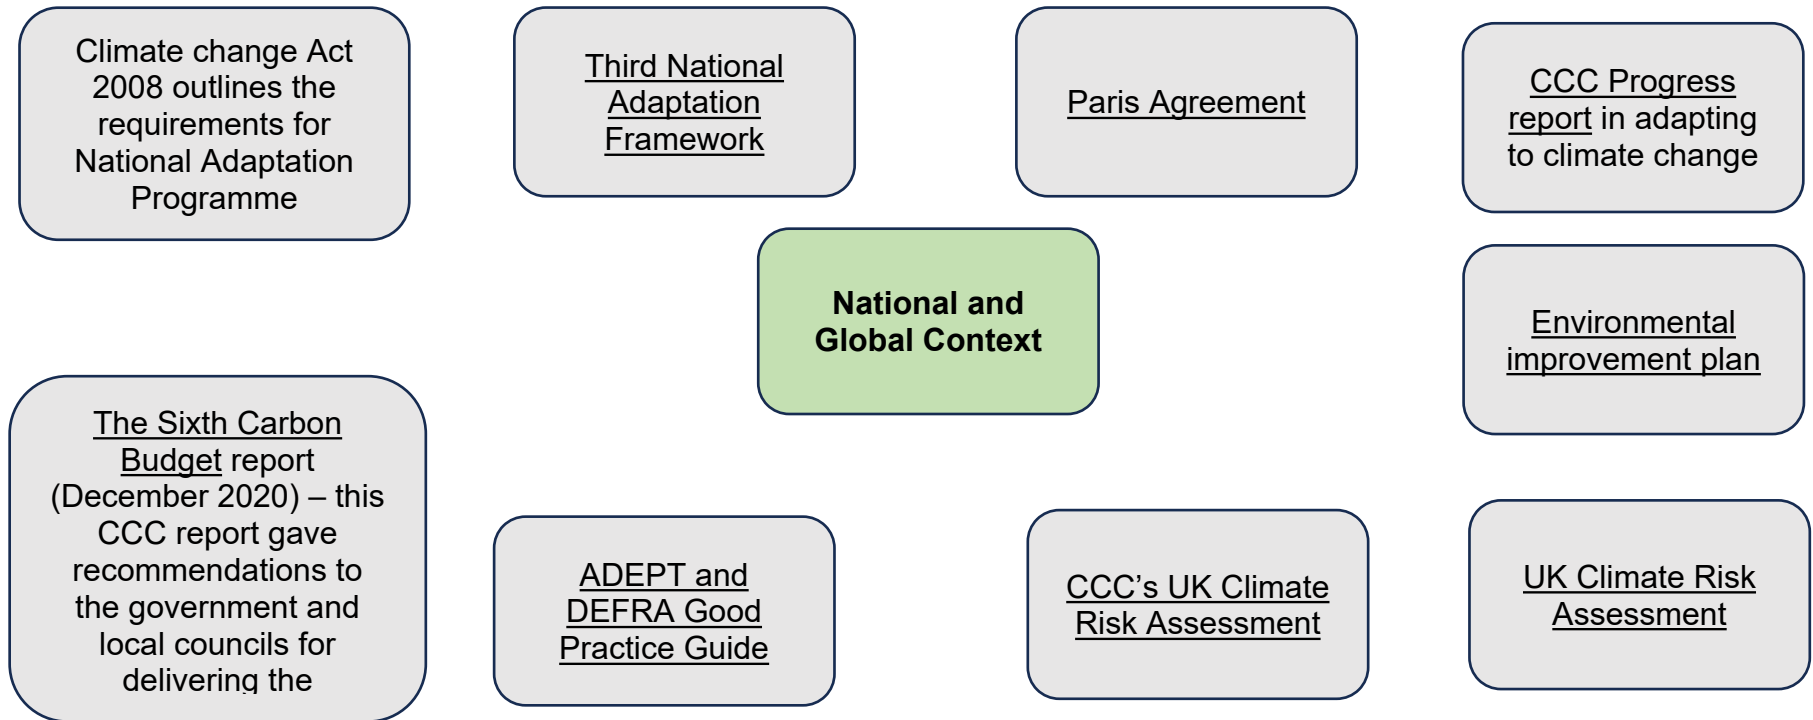 Climate change Act
2008 outlines the
requirements for
National Adaptation
Programme
Third National
Adaptation
Framework
Paris Agreement
CCC Progress
report in adapting
to climate change
National and
Global Context
Environmental
improvement plan
The Sixth Carbon
Budget report
(December 2020) – this
CCC report gave
recommendations to
the government and
local councils for
delivering the
ADEPT and
DEFRA Good
Practice Guide
CCC’s UK Climate
Risk Assessment
UK Climate Risk
Assessment